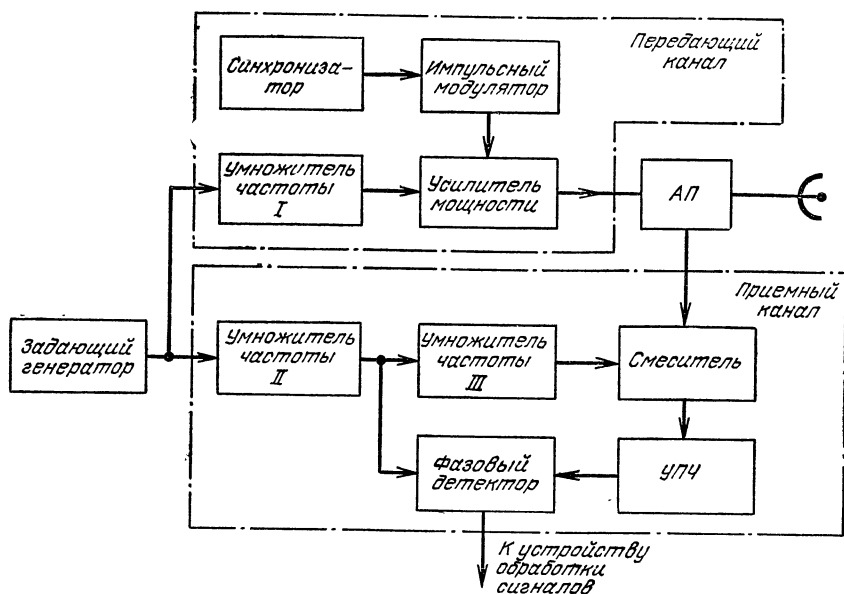 Передающий
канал
Синхрониза-
тор
Импульсный
модулятор
Умножитель
частоты
I
Усилитель
мощности
АП
Приемный
канал
Задающий
генератор
Умножитель
частоты
II
Умножитель
частоты
III
Смеситель
Фазовый
детектор
УПЧ
К устройству
обработки
сигналов